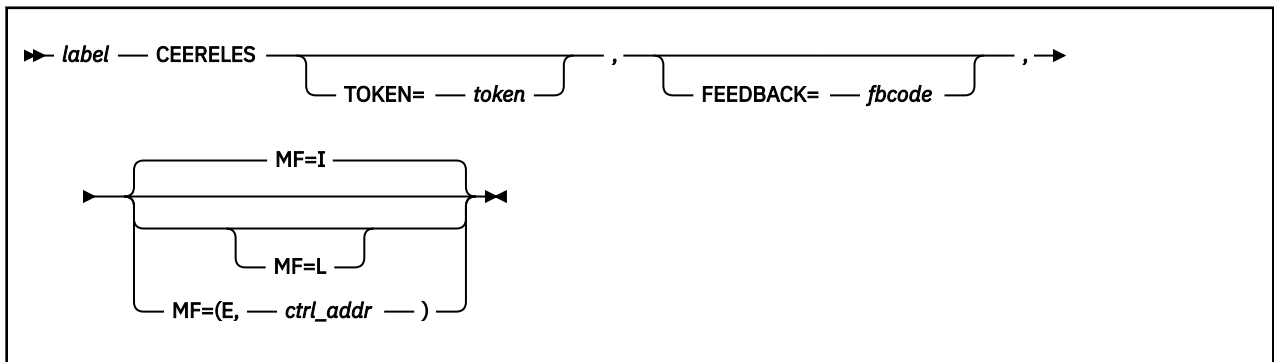 label CEERELES , ,
TOKEN= token FEEDBACK= fbcode
MF=I
MF=L
MF=(E, ctrl_addr )